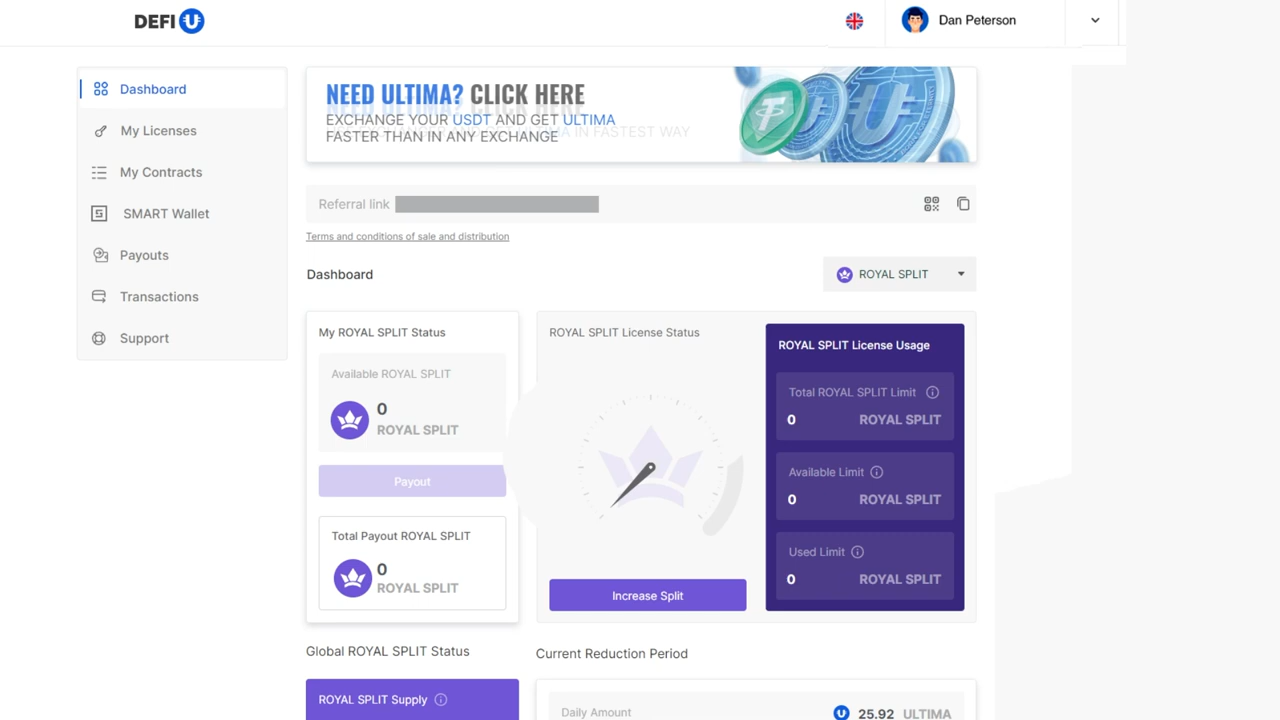 DEFI U
Dan Peterson
Dashboard
My Licenses
My Contracts
SMART Wallet
Payouts
Transactions
Support
NEED ULTIMA? CLICK HERE
EXCHANGE YOUR USDT AND GET ULTIMA
FASTER THAN IN ANY EXCHANGE
IN FASTEST WAY
Referral link
Terms and conditions of sale and distribution
Dashboard
ROYAL SPLIT
My ROYAL SPLIT Status
Available ROYAL SPLIT
0
ROYAL SPLIT
Payout
Total Payout ROYAL SPLIT
0
ROYAL SPLIT
ROYAL SPLIT License Status
Increase Split
ROYAL SPLIT License Usage
Total ROYAL SPLIT Limit
0 ROYAL SPLIT
Available Limit
0 ROYAL SPLIT
Used Limit
0 ROYAL SPLIT
Global ROYAL SPLIT Status
ROYAL SPLIT Supply
Current Reduction Period
Daily Amount
25.92 ULTIMA